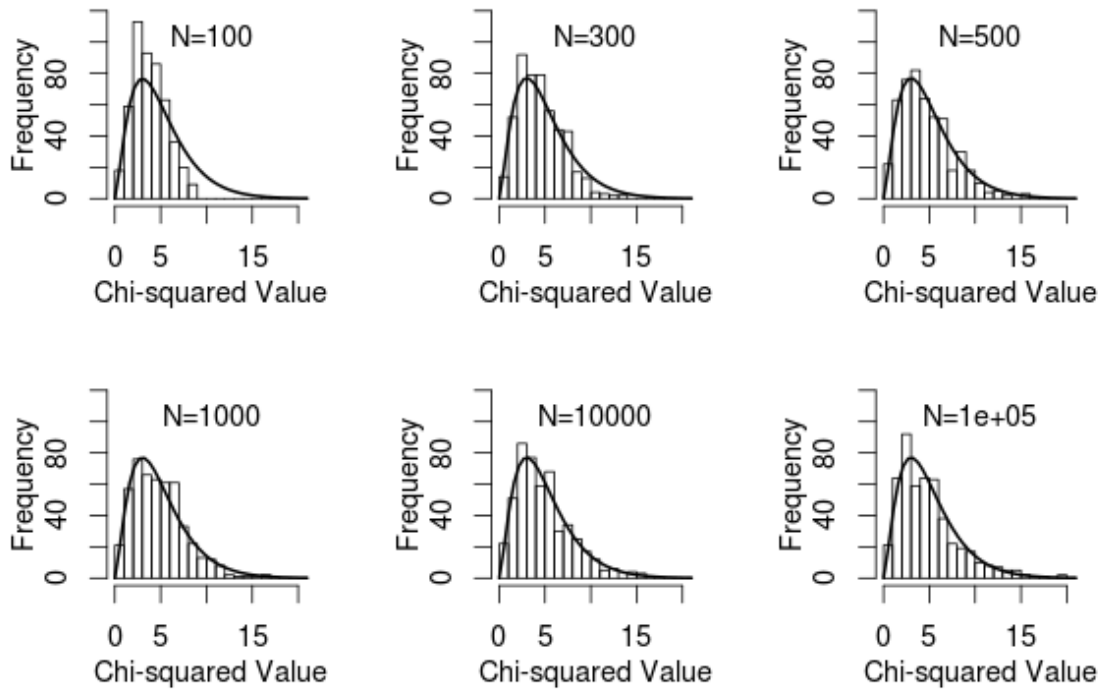 N=100
Frequency
0 40 80
0 5 15
Chi-squared Value
N=300
Frequency
0 40 80
0 5 15
Chi-squared Value
N=500
Frequency
0 40 80
0 5 15
Chi-squared Value
N=1000
Frequency
0 40 80
0 5 15
Chi-squared Value
N=10000
Frequency
0 40 80
0 5 15
Chi-squared Value
N=1e+05
Frequency
0 40 80
0 5 15
Chi-squared Value